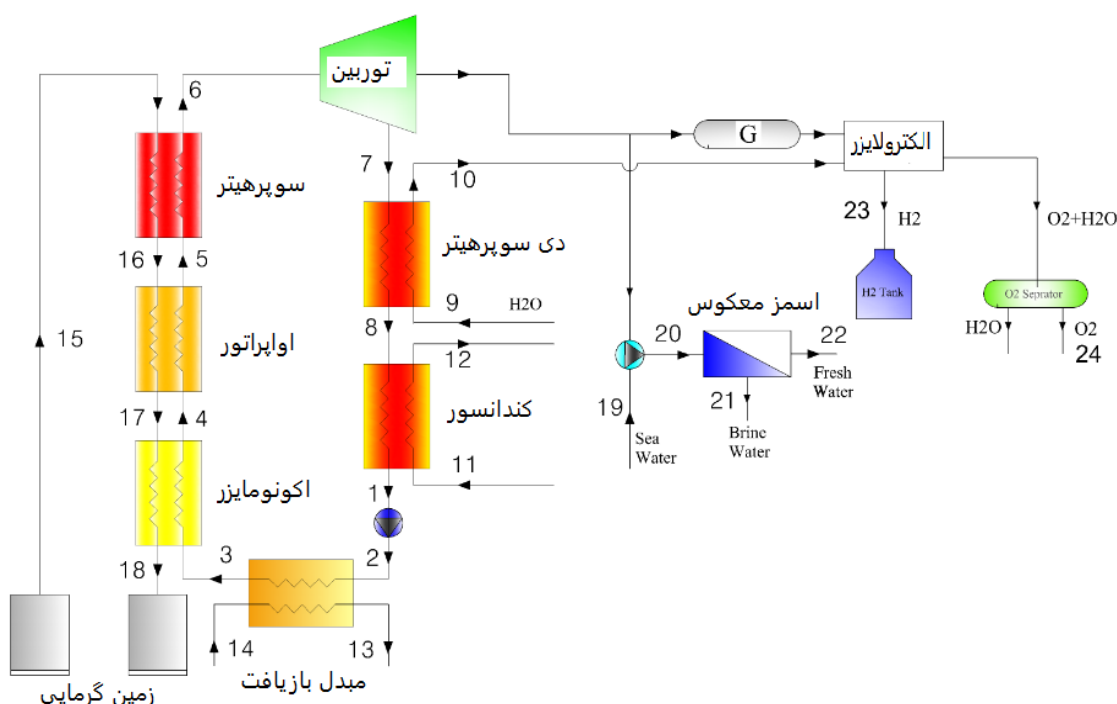 توربین
6
G
الکترولایزر
7
10
سوپرهیتر
23
H2
O2+H2O
دی سوپرهیتر
16
5
9
H2O
H2 Tank
O2 Seprator
اسمز معکوس
8
12
H2O
O2
24
15
اواپراتور
20
22
Fresh
Water
کندانسور
17
4
19
21
Sea
Water
Brine
Water
11
1
اکونومایزر
18
3
2
14
13
مبدل بازیافت
زمین گرمایی